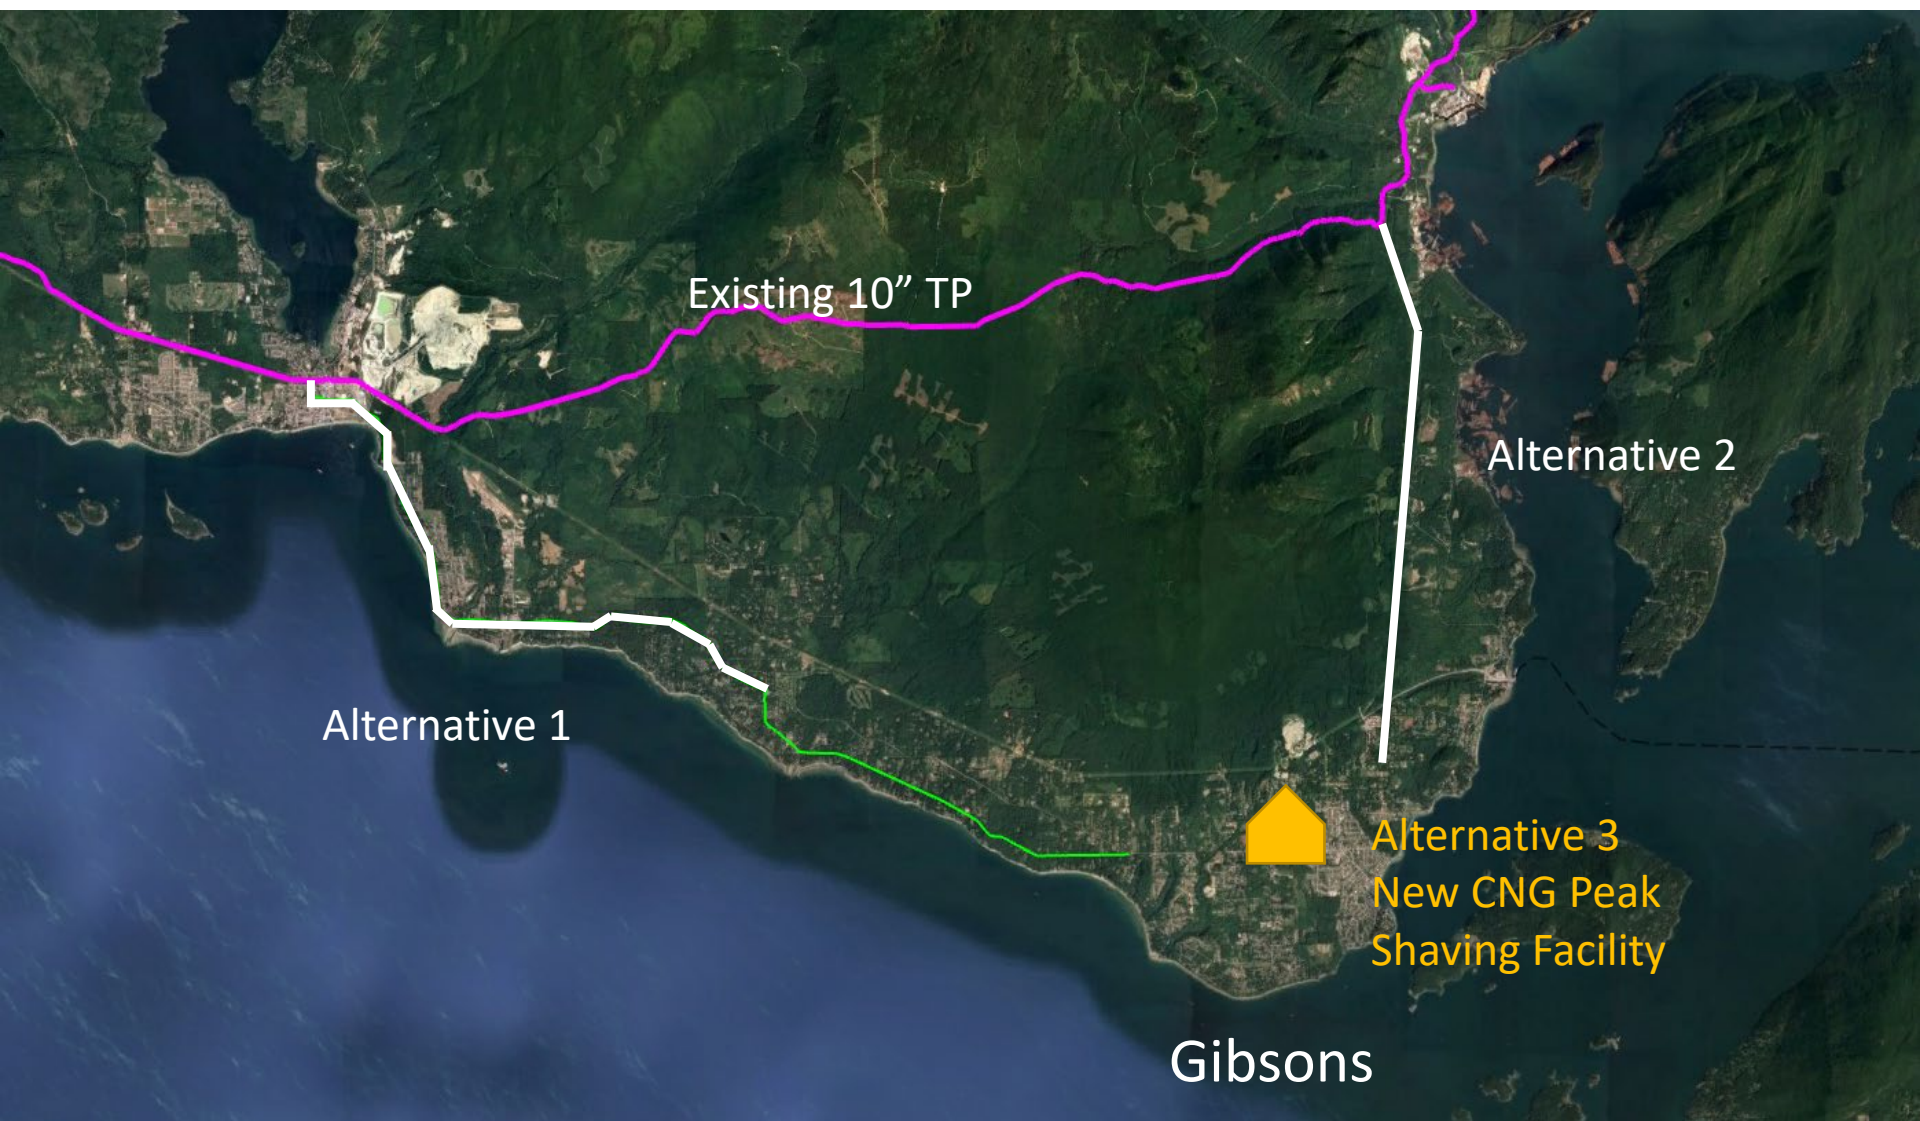 Existing 10” TP
Alternative 2
Alternative 1
Alternative 3
New CNG Peak
Shaving Facility
Gibsons